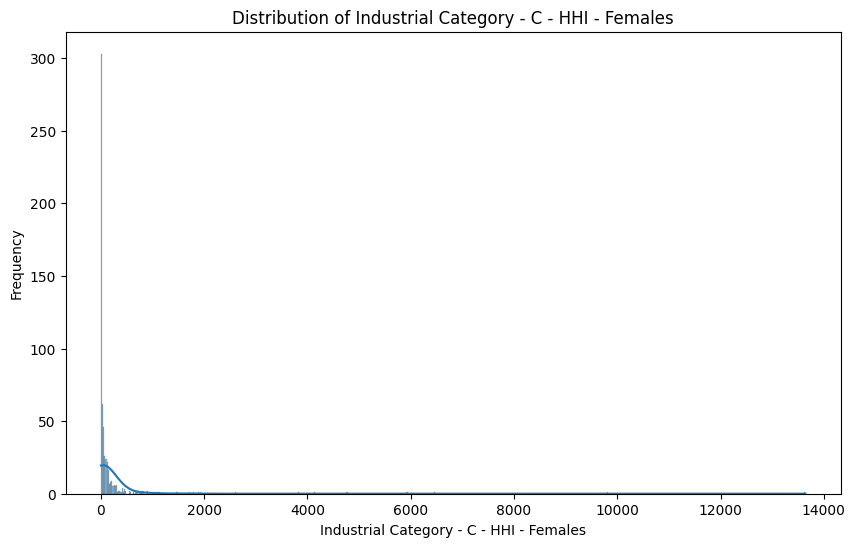 Distribution of Industrial Category - C - HHI - Females
300
250
200
150
100
50
0
Frequency
0 2000 4000 6000 8000 10000 12000 14000
Industrial Category - C - HHI - Females